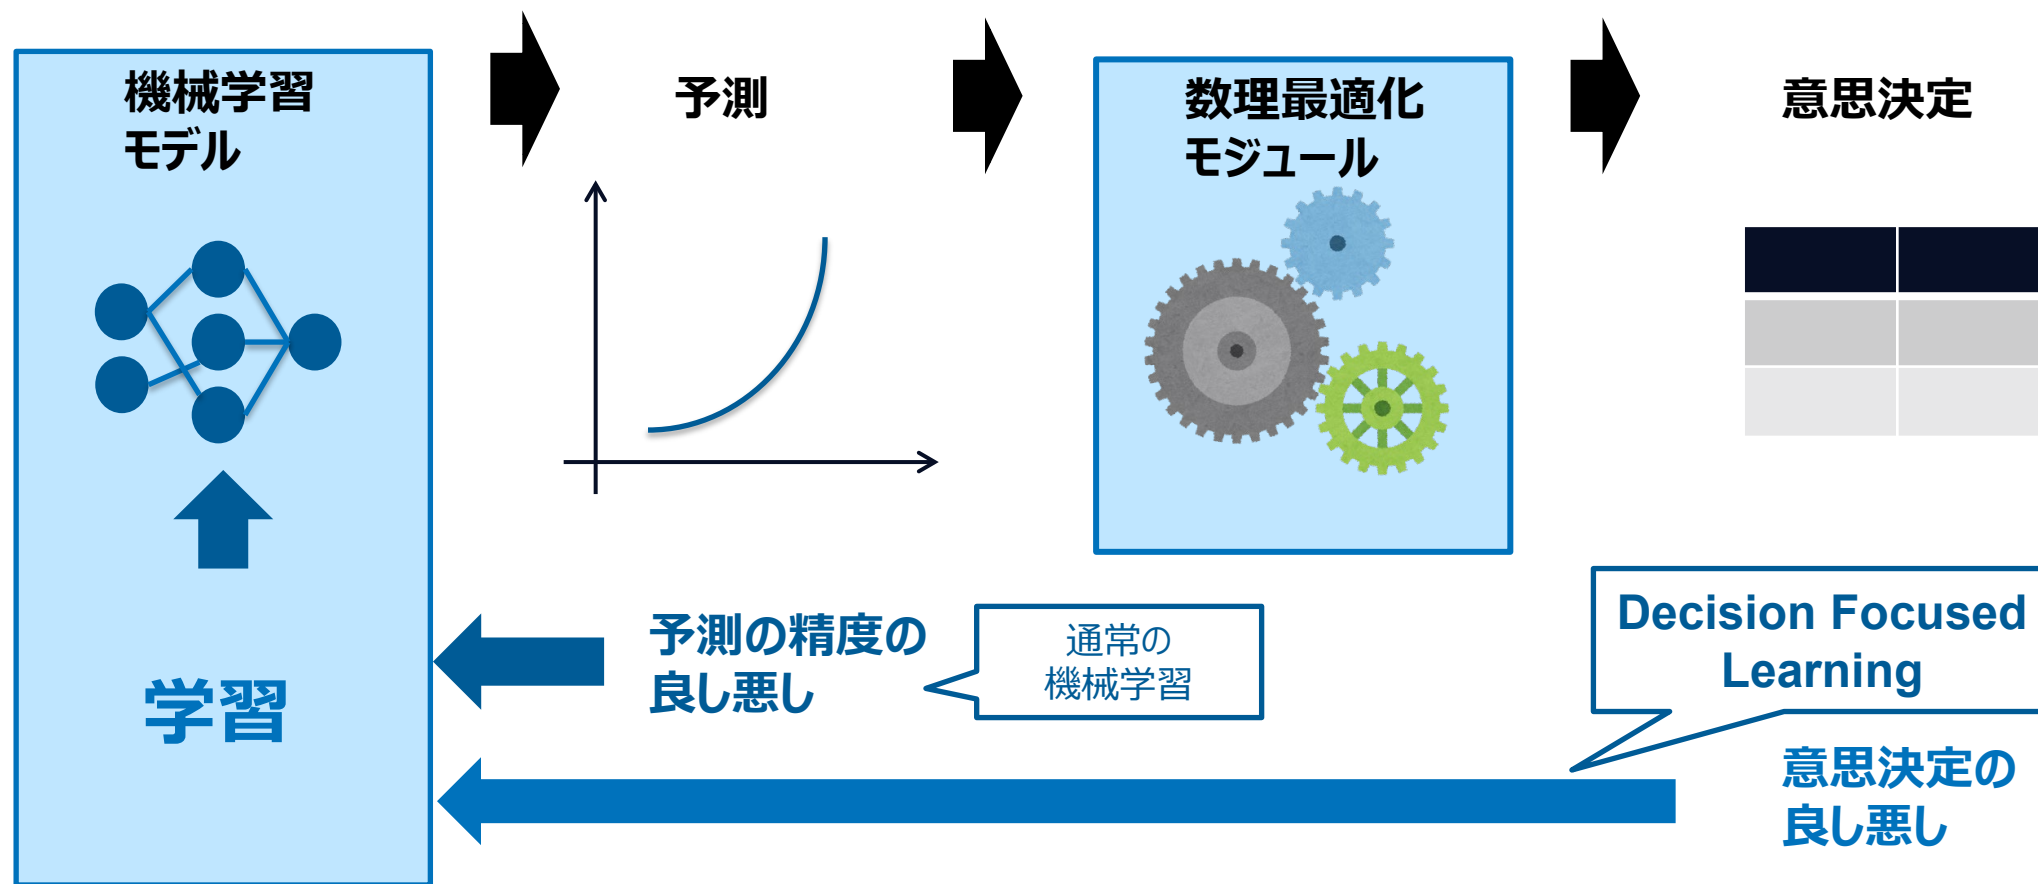 機械学習
モデル
予測
数理最適化
モジュール
意思決定
学習
予測の精度の
良し悪し
通常の
機械学習
Decision Focused
Learning
意思決定の
良し悪し